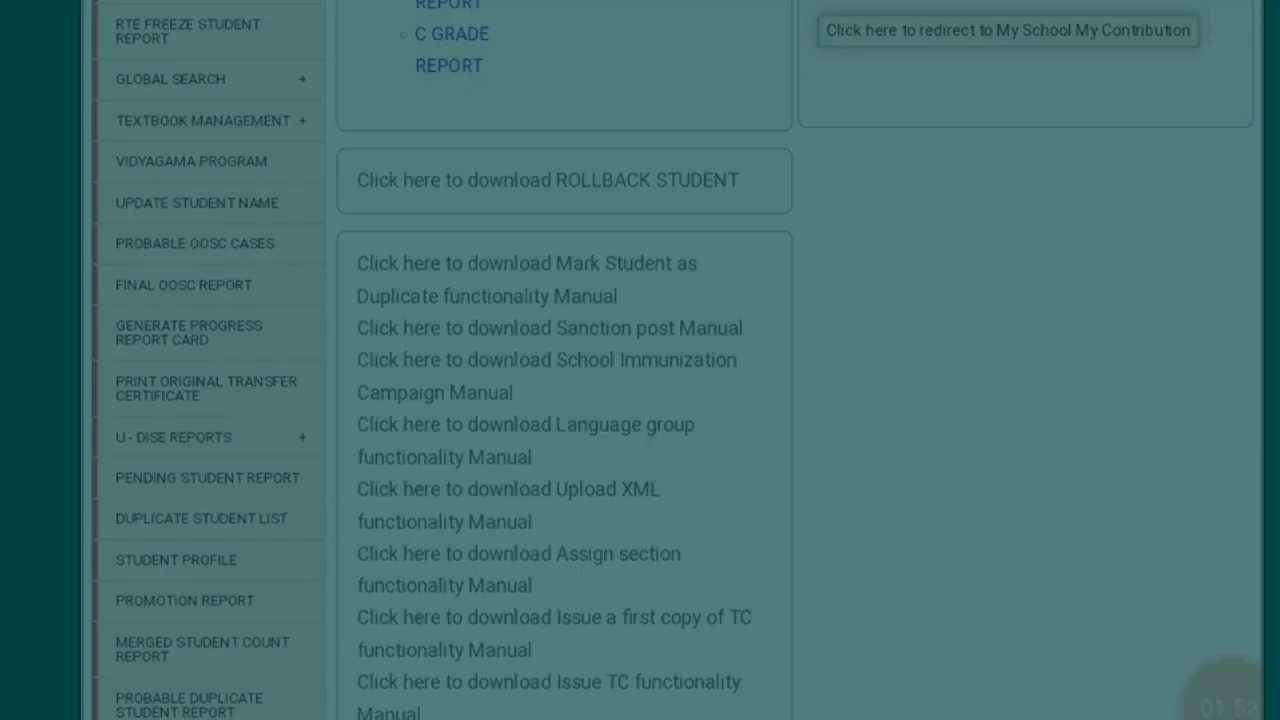 RTE FREEZE STUDENT
REPORT
GLOBAL SEARCH +
TEXTBOOK MANAGEMENT +
VIDYAGAMA PROGRAM
UPDATE STUDENT NAME
PROBABLE OOSC CASES
FINAL OOSC REPORT
GENERATE PROGRESS
REPORT CARD
PRINT ORIGINAL TRANSFER
CERTIFICATE
U - DISE REPORTS +
PENDING STUDENT REPORT
DUPLICATE STUDENT LIST
STUDENT PROFILE
PROMOTION REPORT
MERGED STUDENT COUNT
REPORT
PROBABLE DUPLICATE
STUDENT REPORT
REPORT
C GRADE
REPORT
Click here to download ROLLBACK STUDENT
Click here to download Mark Student as
Duplicate functionality Manual
Click here to download Sanction post Manual
Click here to download School Immunization
Campaign Manual
Click here to download Language group
functionality Manual
Click here to download Upload XML
functionality Manual
Click here to download Assign section
functionality Manual
Click here to download Issue a first copy of TC
functionality Manual
Click here to download Issue TC functionality
Manual
Click here to redirect to My School My Contribution
01:52